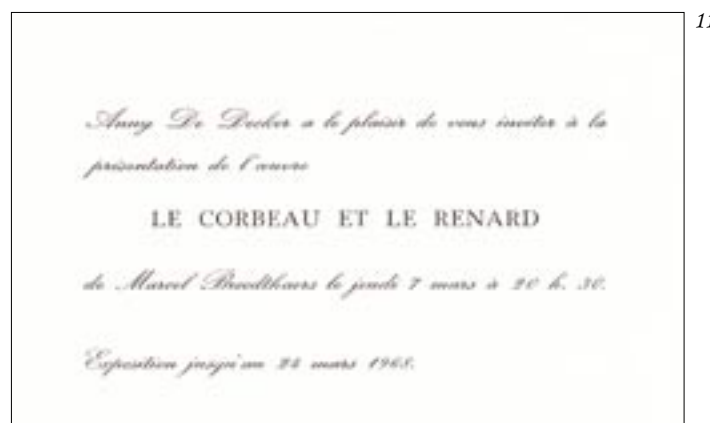 Anny De Decker a le plaisir de vous inviter à la
présentation de l'œuvre
LE CORBEAU ET LE RENARD
de Marcel Broodthaers le jeudi 7 mars à 20 h. 30.
Exposition jusqu'au 24 mars 1968.